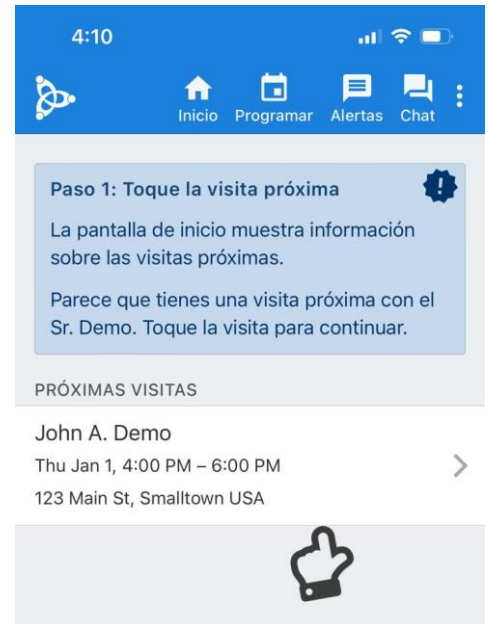 4:10
Inicio Programar Alertas Chat
Paso 1: Toque la visita próxima
La pantalla de inicio muestra información
sobre las visitas próximas.
Parece que tienes una visita próxima con el
Sr. Demo. Toque la visita para continuar.
PRÓXIMAS VISITAS
John A. Demo
Thu Jan 1, 4:00 PM – 6:00 PM
123 Main St, Smalltown USA